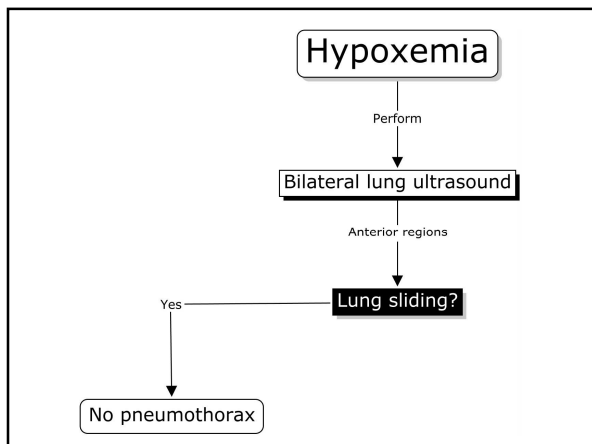 Hypoxemia
Perform
Bilateral lung ultrasound
Anterior regions
Lung sliding?
Yes
No pneumothorax